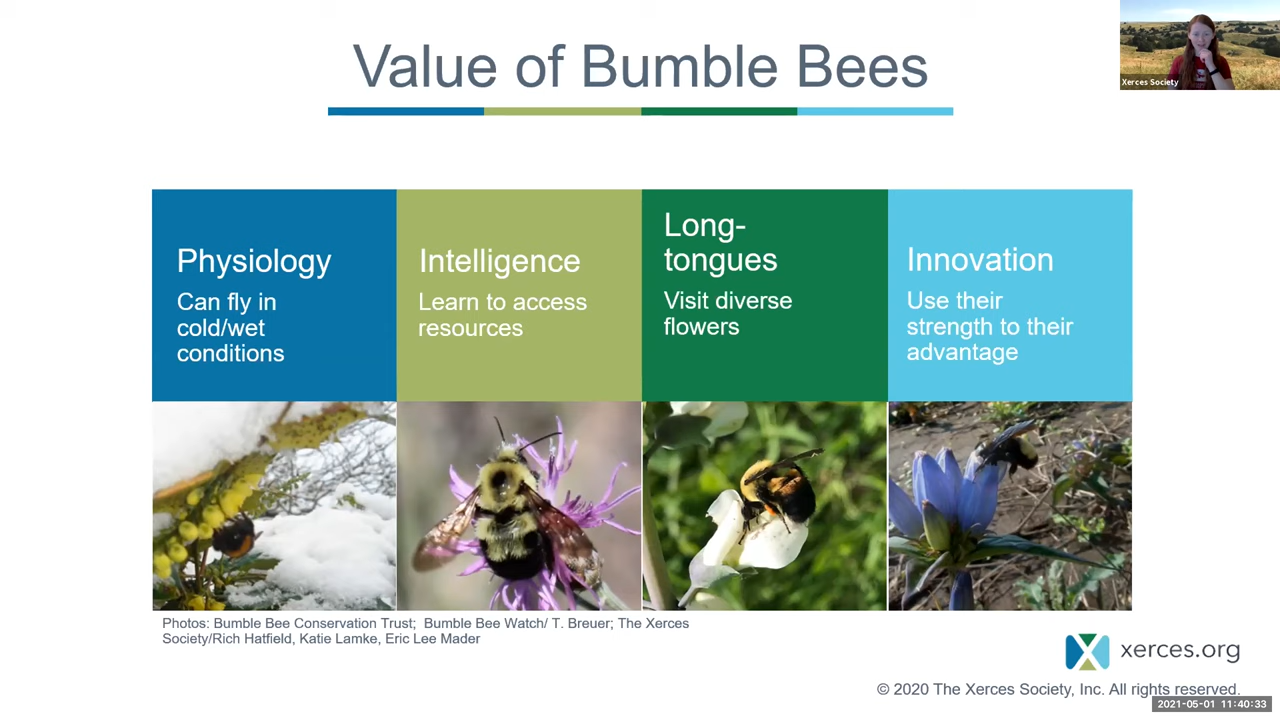 Value of Bumble Bees
Xerces Society
Physiology
Can fly in
cold/wet
conditions
Intelligence
Learn to access
resources
Long-
tongues
Visit diverse
flowers
Innovation
Use their
strength to their
advantage
Photos: Bumble Bee Conservation Trust;  Bumble Bee Watch/ T. Breuer; The Xerces
Society/Rich Hatfield, Katie Lamke, Eric Lee Mader
xerces.org
© 2020 The Xerces Society, Inc. All rights reserved.
2021-05-01 11:40:33